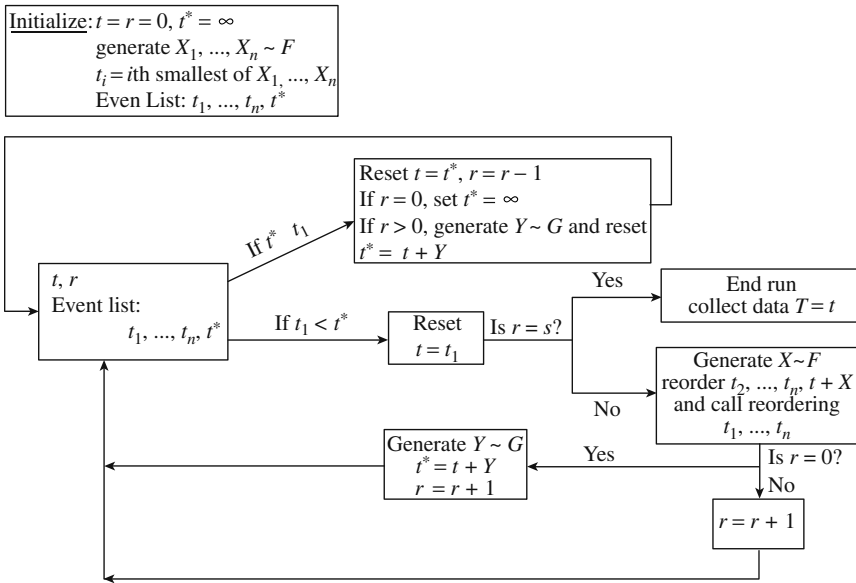 Initialize: t = r = 0, t* = ∞
generate X1, ..., Xn ~ F
ti = ith smallest of X1, ..., Xn
Even List: t1, ..., tn, t*
Reset t = t*, r = r − 1
If r = 0, set t* = ∞
If r > 0, generate Y ~ G and reset
t* = t + Y
If t* t1
t, r
Event list:
t1, ..., tn, t*
If t1 < t*
Reset
t = t1
Is r = s?
Yes
End run
collect data T = t
No
Generate X~F
reorder t2, ..., tn, t + X
and call reordering
t1, ..., tn
Is r = 0?
Yes
Generate Y ~ G
t* = t + Y
r = r + 1
No
r = r + 1